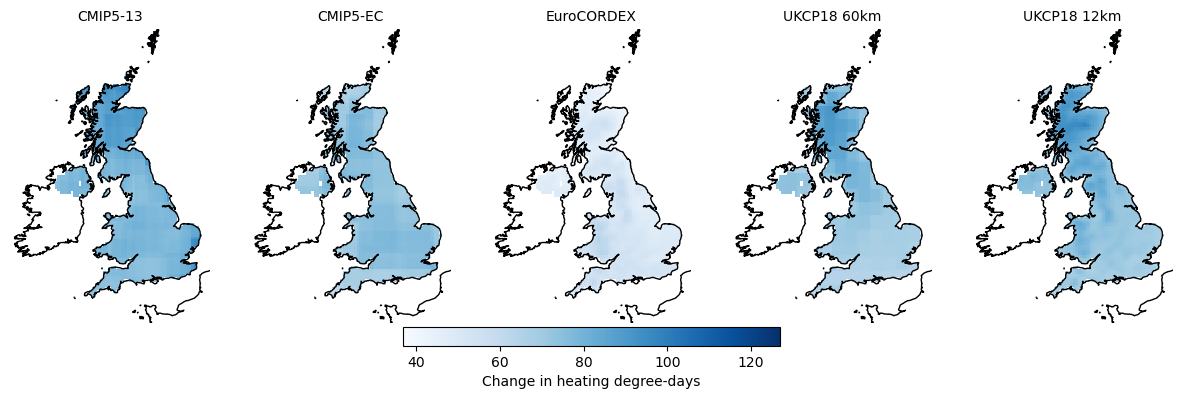 CMIP5-13 CMIP5-EC EuroCORDEX UKCP18 60km UKCP18 12km
40 60 80 100 120
Change in heating degree-days